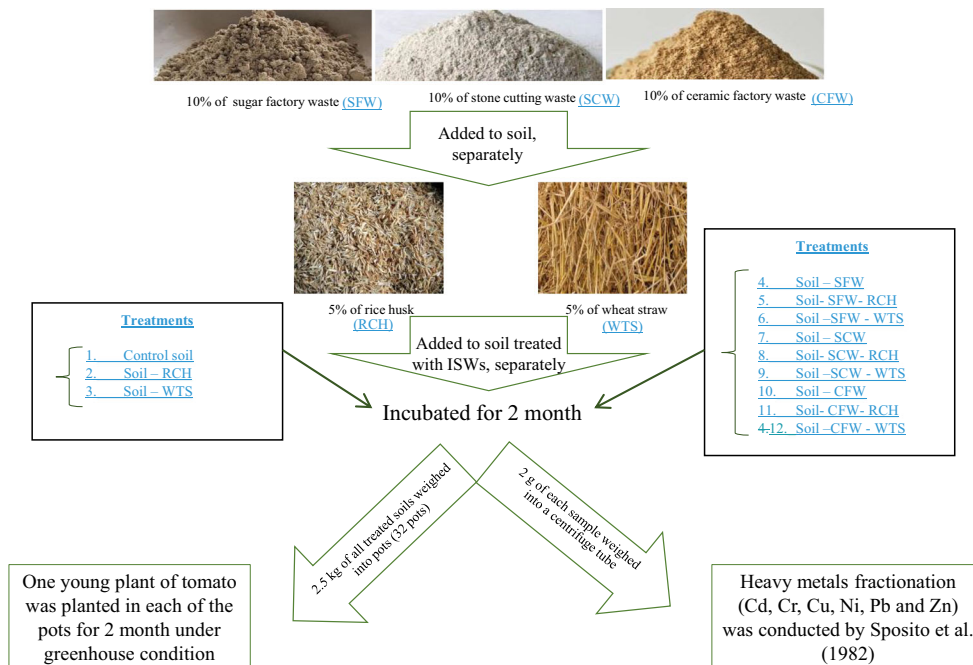 10% of sugar factory waste (SFW)
10% of stone cutting waste (SCW)
10% of ceramic factory waste (CFW)
Added to soil,
separately
5% of rice husk
(RCH)
5% of wheat straw
(WTS)
Treatments
1. Control soil
2. Soil – RCH
3. Soil – WTS
Added to soil treated
with ISWs, separately
Treatments
4. Soil – SFW
5. Soil- SFW- RCH
6. Soil –SFW - WTS
7. Soil – SCW
8. Soil- SCW- RCH
9. Soil –SCW - WTS
10. Soil – CFW
11. Soil- CFW- RCH
4.12. Soil –CFW - WTS
Incubated for 2 month
2.5 kg of all treated soils weighed
into pots (32 pots)
2 g of each sample weighed
into a centrifuge tube
One young plant of tomato
was planted in each of the
pots for 2 month under
greenhouse condition
Heavy metals fractionation
(Cd, Cr, Cu, Ni, Pb and Zn)
was conducted by Sposito et al.
(1982)